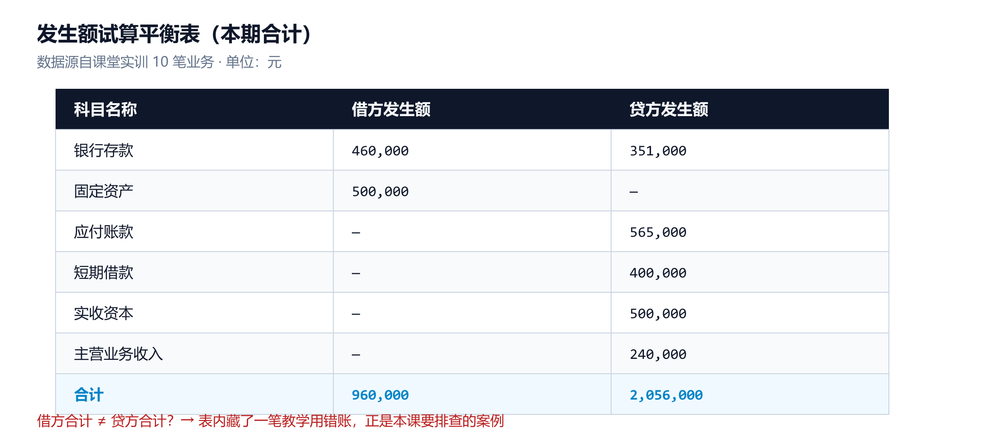 发生额试算平衡表（本期合计）
数据源自课堂实训 10 笔业务 · 单位：元
科目名称 借方发生额 贷方发生额
银行存款 460,000 351,000
固定资产 500,000 —
应付账款 — 565,000
短期借款 — 400,000
实收资本 — 500,000
主营业务收入 — 240,000
合计 960,000 2,056,000
借方合计 ≠ 贷方合计？→ 表内藏了一笔教学用错账，正是本课要排查的案例